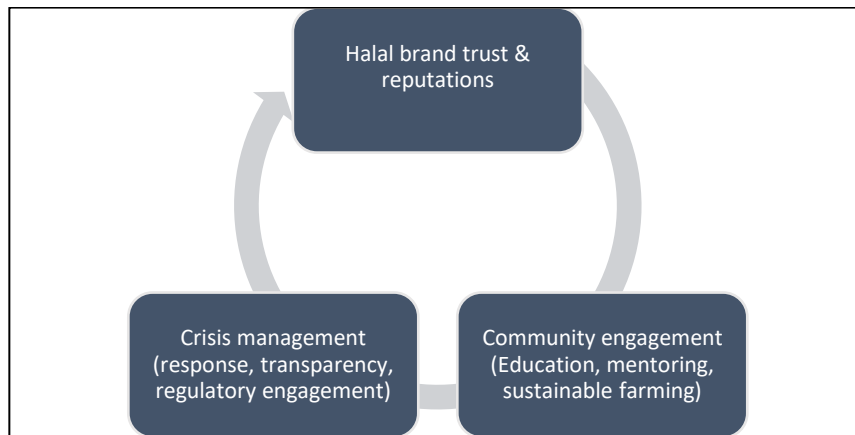 Halal brand trust &
reputations
Crisis management
(response, transparency,
regulatory engagement)
Community engagement
(Education, mentoring,
sustainable farming)